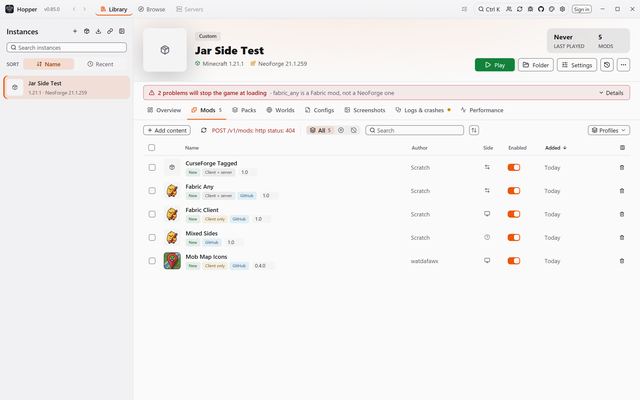 Hopper v0.85.0 Library Browse Servers Ctrl K Sign in
Instances
Search instances
SORT Name Recent
Jar Side Test
1.21.1 · NeoForge 21.1.259
Custom
Jar Side Test
Minecraft 1.21.1 NeoForge 21.1.259
Never 5
LAST PLAYED MODS
Play Folder Settings
2 problems will stop the game at loading · fabric_any is a Fabric mod, not a NeoForge one Details
Overview Mods 5 Packs Worlds Configs Screenshots Logs & crashes Performance
Add content POST /v1/mods: http status: 404 All 5 Search Profiles
Name Author Side Enabled Added
CurseForge Tagged
New Client + server 1.0
Scratch Today
Fabric Any
New Client + server GitHub 1.0
Scratch Today
Fabric Client
New Client only GitHub 1.0
Scratch Today
Mixed Sides
New GitHub 1.0
Scratch Today
Mob Map Icons
New Client only GitHub 0.4.0
watdafawx Today